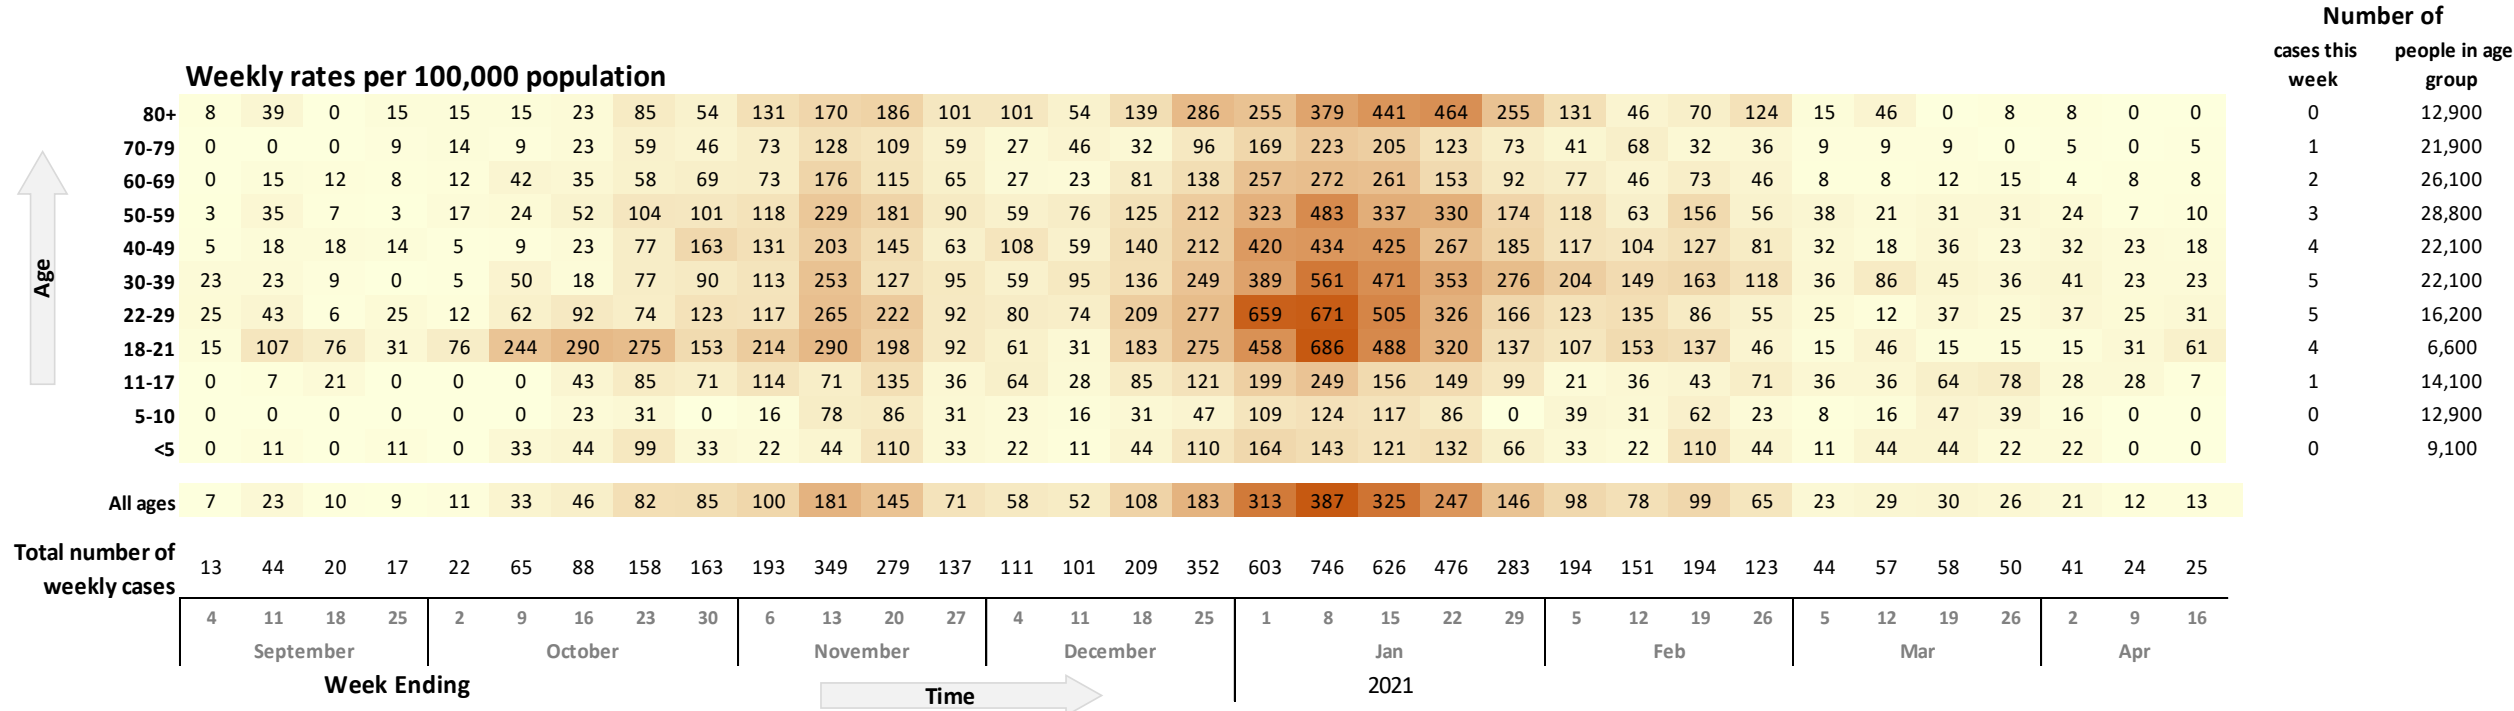 Number of
cases this people in age
Weekly rates per 100,000 population week group
80+ 8 39 0 15 15 15 23 85 54 131 170 186 101 101 54 139 286 255 379 441 464 255 131 46 70 124 15 46 0 8 8 0 0 0 12,900
70-79 0 0 0 9 14 9 23 59 46 73 128 109 59 27 46 32 96 169 223 205 123 73 41 68 32 36 9 9 9 0 5 0 5 1 21,900
60-69 0 15 12 8 12 42 35 58 69 73 176 115 65 27 23 81 138 257 272 261 153 92 77 46 73 46 8 8 12 15 4 8 8 2 26,100
50-59 3 35 7 3 17 24 52 104 101 118 229 181 90 59 76 125 212 323 483 337 330 174 118 63 156 56 38 21 31 31 24 7 10 3 28,800
40-49 5 18 18 14 5 9 23 77 163 131 203 145 63 108 59 140 212 420 434 425 267 185 117 104 127 81 32 18 36 23 32 23 18 4 22,100
Age
30-39 23 23 9 0 5 50 18 77 90 113 253 127 95 59 95 136 249 389 561 471 353 276 204 149 163 118 36 86 45 36 41 23 23 5 22,100
22-29 25 43 6 25 12 62 92 74 123 117 265 222 92 80 74 209 277 659 671 505 326 166 123 135 86 55 25 12 37 25 37 25 31 5 16,200
18-21 15 107 76 31 76 244 290 275 153 214 290 198 92 61 31 183 275 458 686 488 320 137 107 153 137 46 15 46 15 15 15 31 61 4 6,600
11-17 0 7 21 0 0 0 43 85 71 114 71 135 36 64 28 85 121 199 249 156 149 99 21 36 43 71 36 36 64 78 28 28 7 1 14,100
5-10 0 0 0 0 0 0 23 31 0 16 78 86 31 23 16 31 47 109 124 117 86 0 39 31 62 23 8 16 47 39 16 0 0 0 12,900
<5 0 11 0 11 0 33 44 99 33 22 44 110 33 22 11 44 110 164 143 121 132 66 33 22 110 44 11 44 44 22 22 0 0 0 9,100
All ages 7 23 10 9 11 33 46 82 85 100 181 145 71 58 52 108 183 313 387 325 247 146 98 78 99 65 23 29 30 26 21 12 13
Total number of
weekly cases 13 44 20 17 22 65 88 158 163 193 349 279 137 111 101 209 352 603 746 626 476 283 194 151 194 123 44 57 58 50 41 24 25
4 11 18 25 2 9 16 23 30 6 13 20 27 4 11 18 25 1 8 15 22 29 5 12 19 26 5 12 19 26 2 9 16
September October November December Jan Feb Mar Apr
Week Ending Time 2021